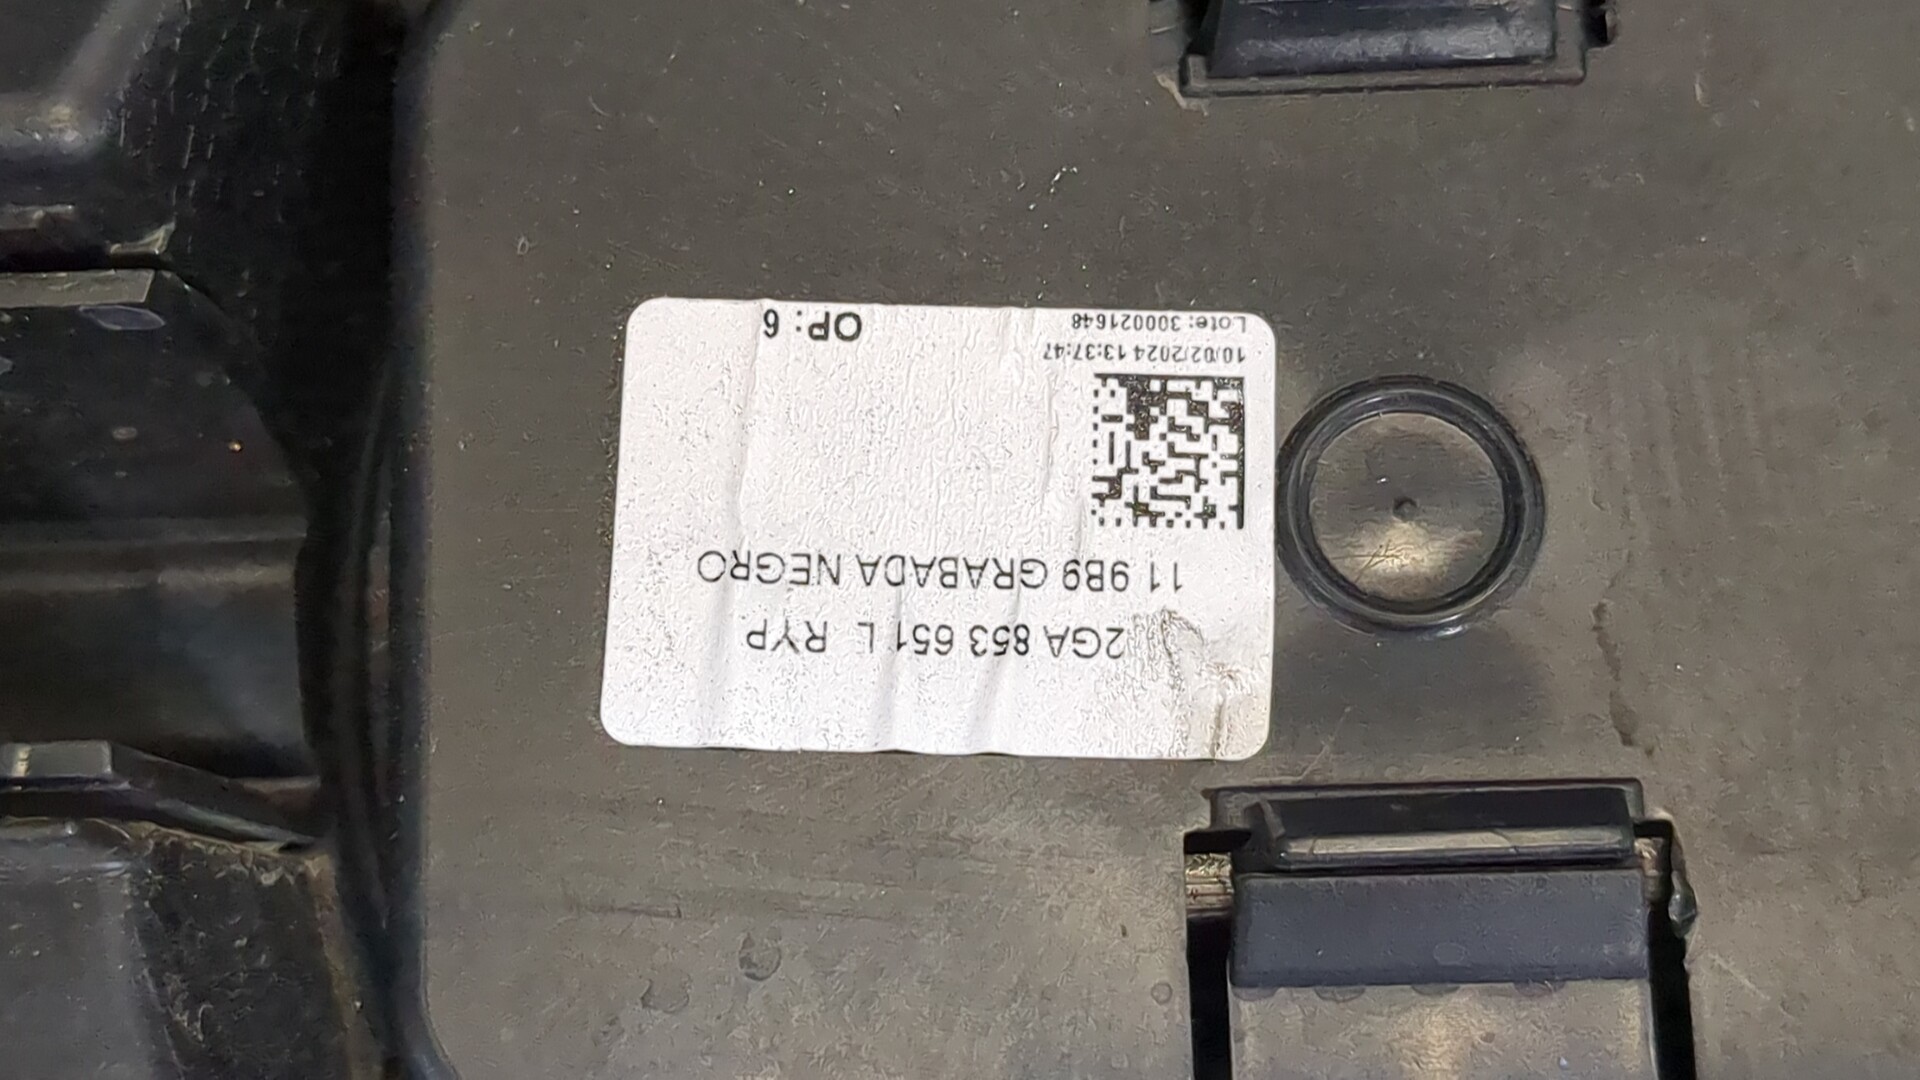 2GA 853 651 L RYP
11 9B9 GRABADA NEGRO
10/02/2024 13:37:47
Lote: 300021648
OP: 6